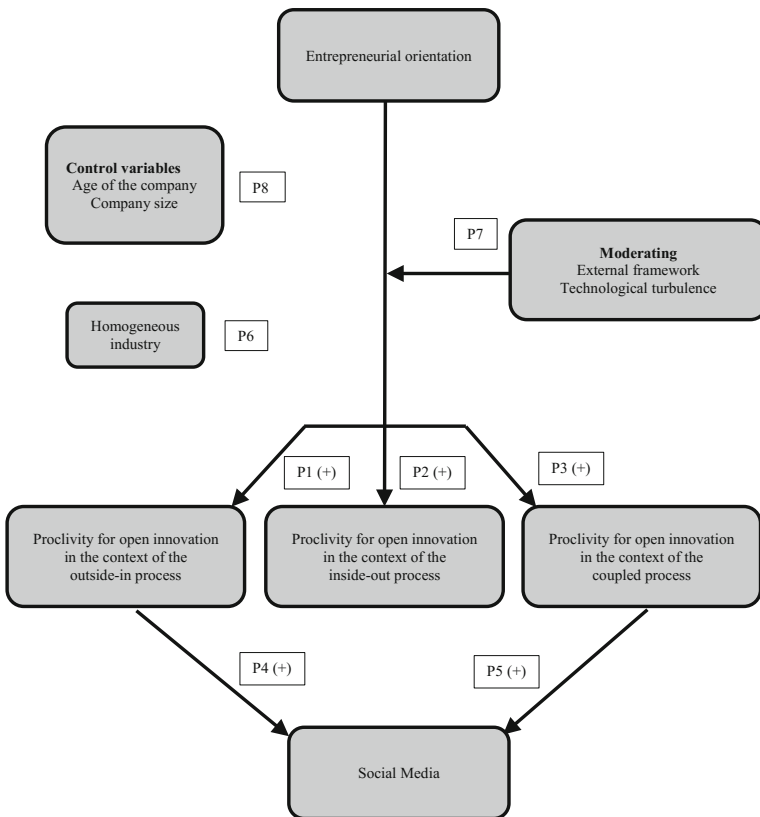 Entrepreneurial orientation
Control variables
Age of the company
Company size
P8
P7
Moderating
External framework
Technological turbulence
Homogeneous
industry
P6
P1 (+)
P2 (+)
P3 (+)
Proclivity for open innovation
in the context of the
outside-in process
Proclivity for open innovation
in the context of the
inside-out process
Proclivity for open innovation
in the context of the
coupled process
P4 (+)
P5 (+)
Social Media